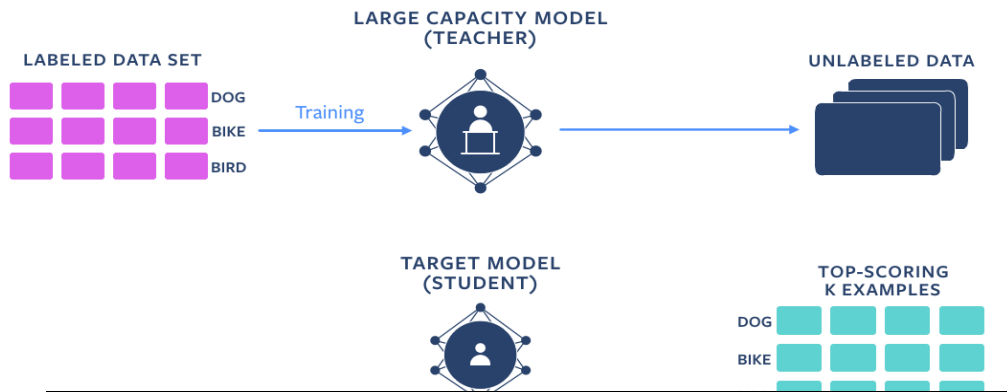 LARGE CAPACITY MODEL
(TEACHER)
LABELED DATA SET
UNLABELED DATA
DOG
Training
BIKE
BIRD
TARGET MODEL
(STUDENT)
TOP-SCORING
K EXAMPLES
DOG
BIKE